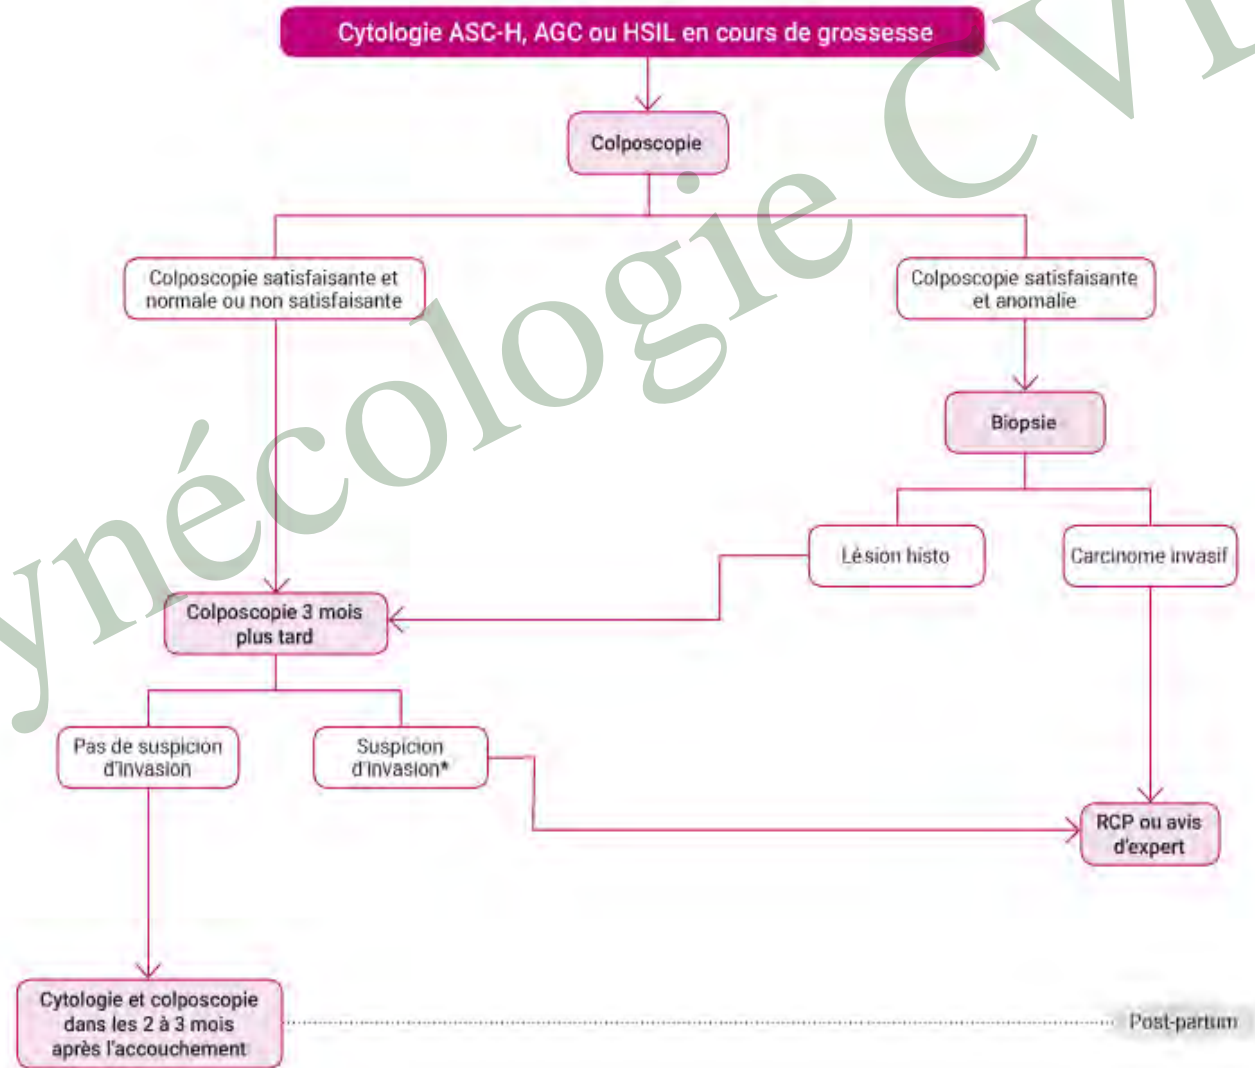 Cytologie ASC-H, AGC ou HSIL en cours de grossesse
Colposcopie
Colposcopie satisfaisante et
normale ou non satisfaisante
Colposcopie satisfaisante
et anomalie
Biopsie
Lésion histo
Carcinome invasif
Colposcopie 3 mois
plus tard
Pas de suspicion
d'invasion
Suspicion
d'invasion*
RCP ou avis
d'expert
Cytologie et colposcopie
dans les 2 à 3 mois
après l'accouchement
Post-partum
ynécologie CV